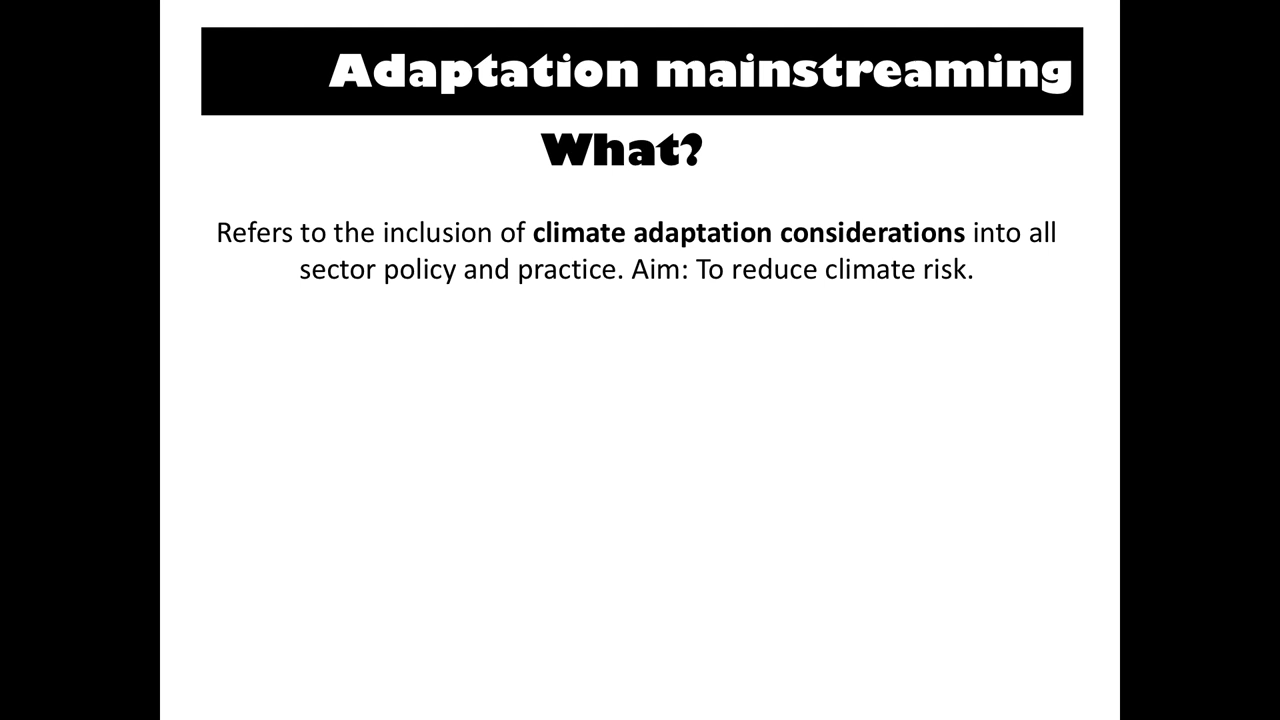 Adaptation mainstreaming
What?
Refers to the inclusion of climate adaptation considerations into all
sector policy and practice. Aim: To reduce climate risk.